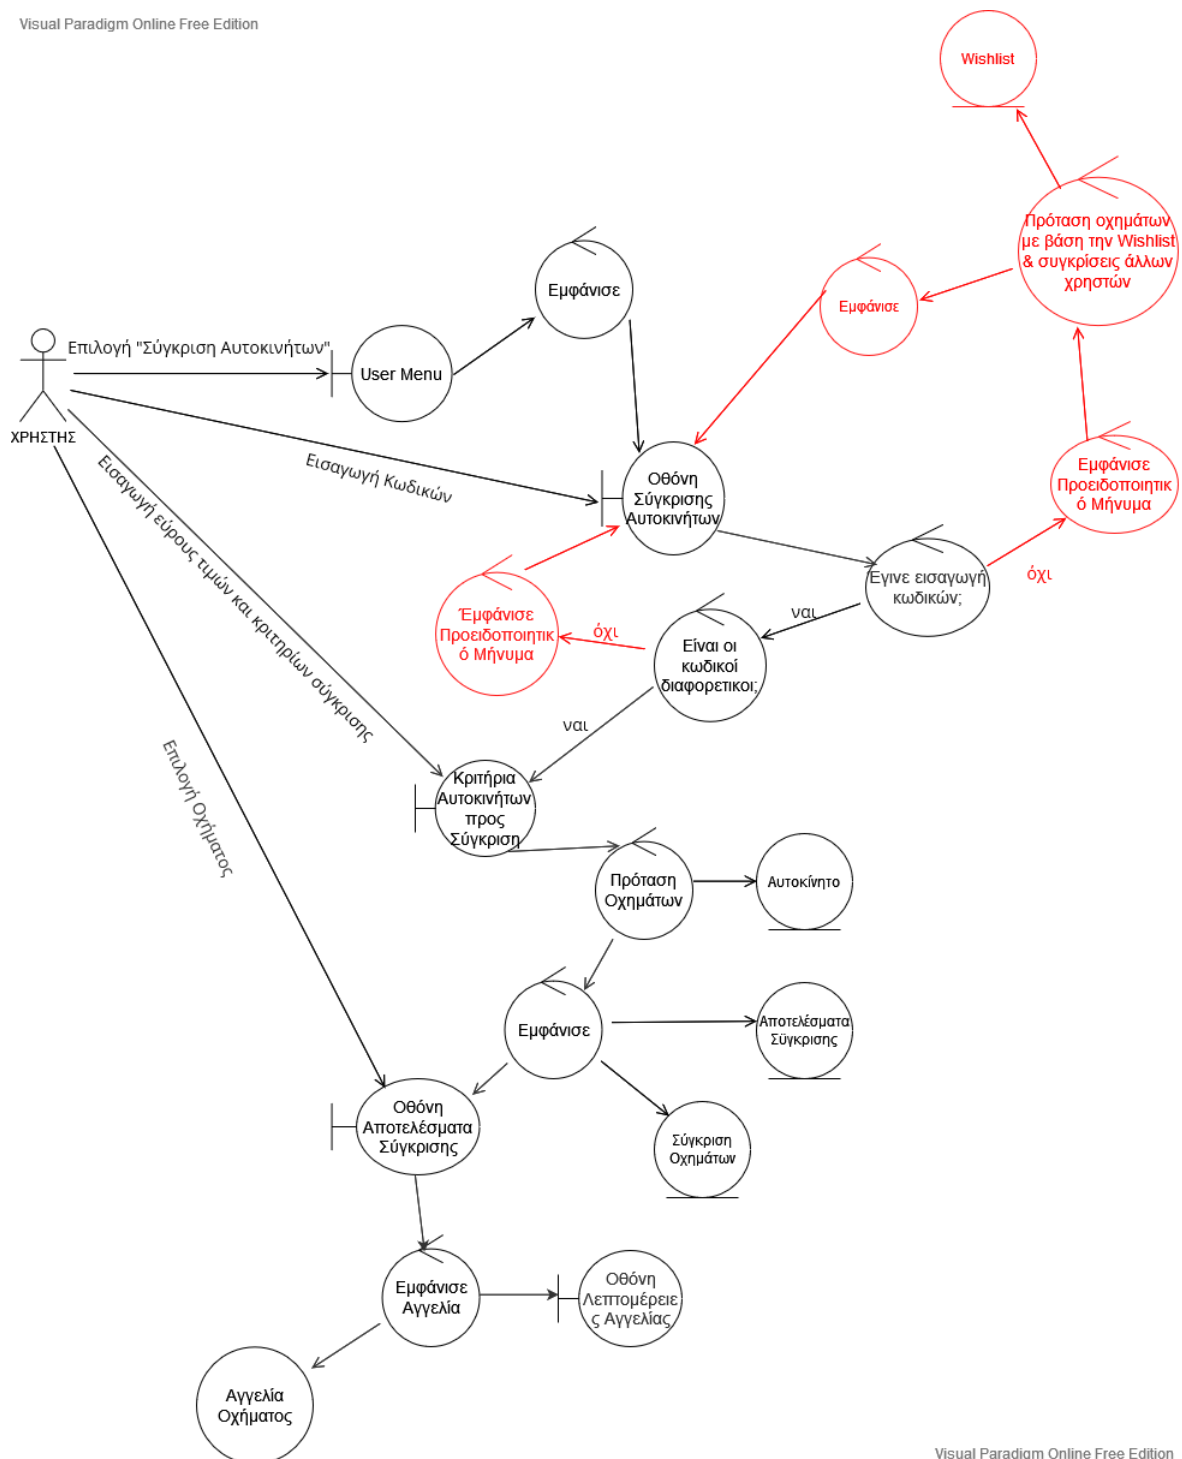 Visual Paradigm Online Free Edition
Wishlist
Πρόταση οχημάτων
με βάση την Wishlist
& συγκρίσεις άλλων
χρηστών
Εμφάνισε
Εμφάνισε
Επιλογή "Σύγκριση Αυτοκινήτων"
User Menu
ΧΡΗΣΤΗΣ
Εισαγωγή Κωδικών
Οθόνη
Σύγκρισης
Αυτοκινήτων
Εμφάνισε
Προειδοποιητικ
ό Μήνυμα
όχι
Έγινε εισαγωγή
κωδικών;
ναι
Είναι οι
κωδικοί
διαφορετικοι;
όχι
Έμφάνισε
Προειδοποιητικ
ό Μήνυμα
ναι
Εισαγωγή εύρους τιμών και κριτηρίων σύγκρισης
Επιλογή Οχήματος
Κριτήρια
Αυτοκινήτων
προς
Σύγκριση
Πρόταση
Οχημάτων
Αυτοκίνητο
Εμφάνισε
Αποτελέσματα
Σϋγκρισης
Σύγκριση
Οχημάτων
Οθόνη
Αποτελέσματα
Σύγκρισης
Εμφάνισε
Αγγελία
Οθόνη
Λεπτομέρειε
ς Αγγελίας
Αγγελία
Οχήματος
Visual Paradigm Online Free Edition